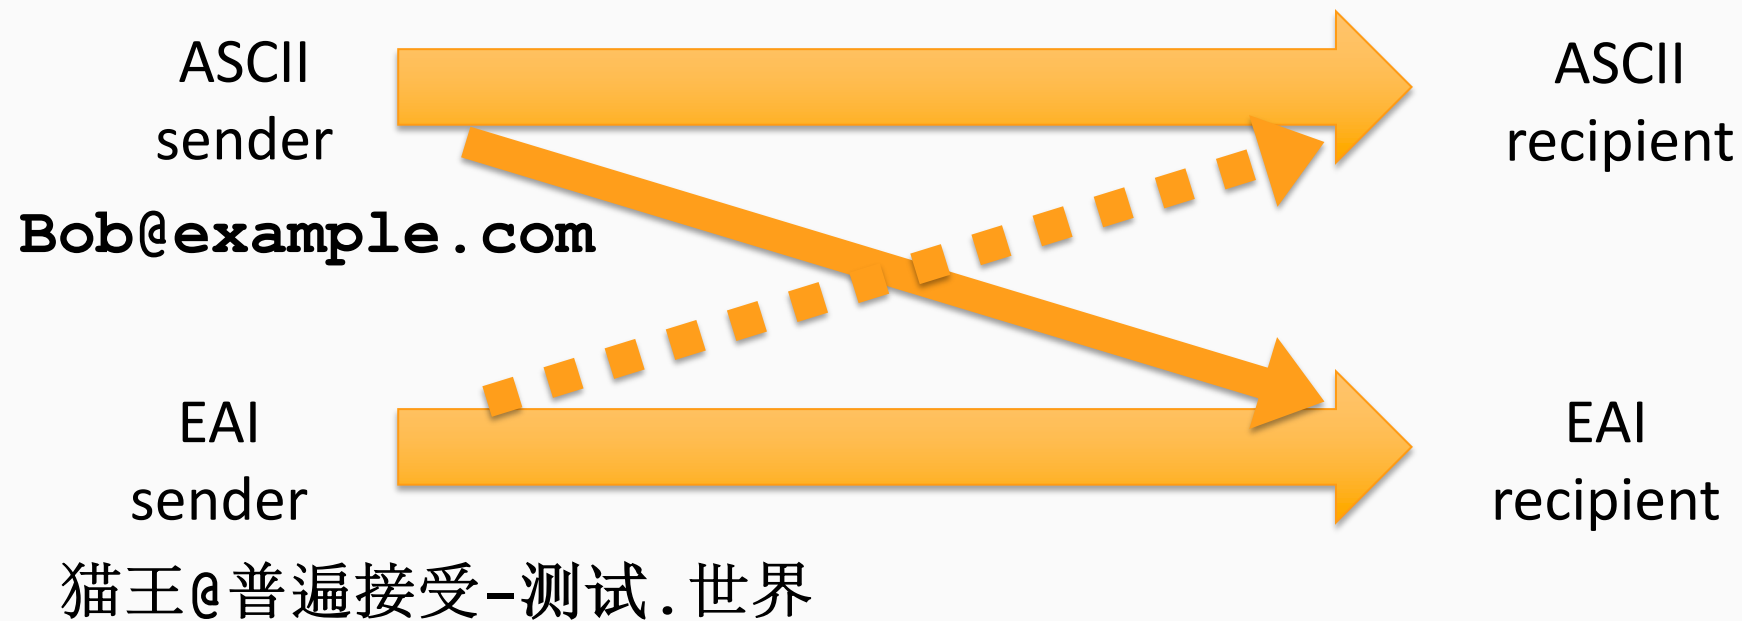 ASCII
sender
ASCII
recipient
Bob@example.com
EAI
sender
EAI
recipient
猫王@普遍接受-测试.世界